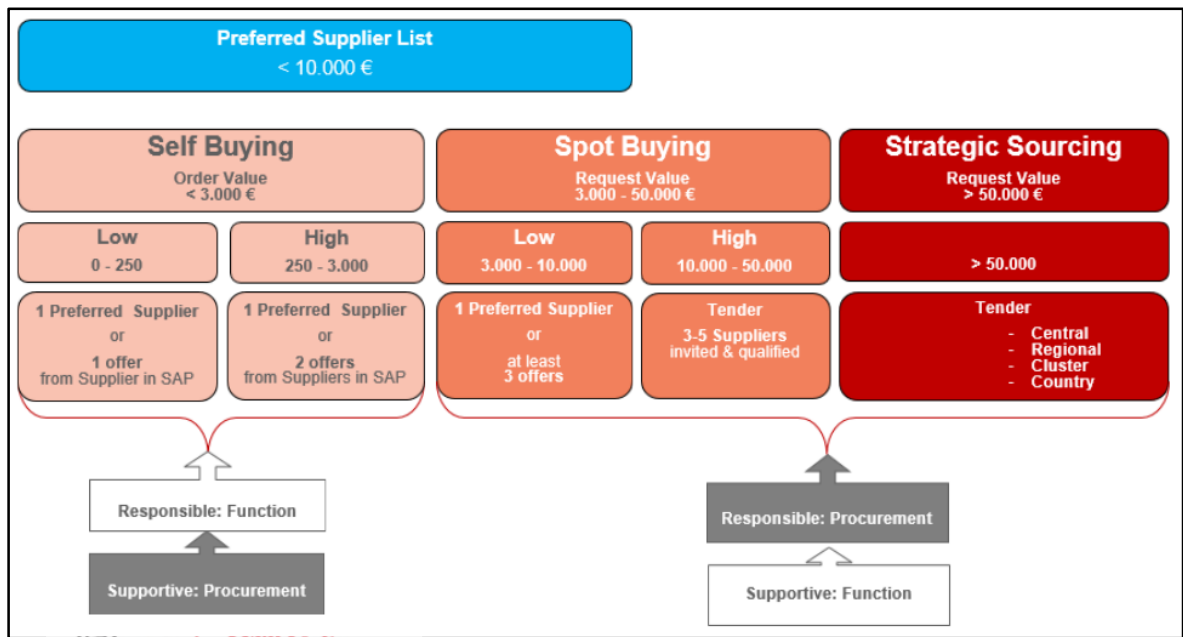 Preferred Supplier List
< 10.000 €
Self Buying
Order Value
< 3.000 €
Spot Buying
Request Value
3.000 - 50.000 €
Strategic Sourcing
Request Value
> 50.000 €
Low
0 - 250
High
250 - 3.000
Low
3.000 - 10.000
High
10.000 - 50.000
> 50.000
1 Preferred Supplier
or
1 offer
from Supplier in SAP
1 Preferred Supplier
or
2 offers
from Suppliers in SAP
1 Preferred Supplier
or
at least
3 offers
Tender
3-5 Suppliers
invited & qualified
Tender
- Central
- Regional
- Cluster
- Country
Responsible: Function
Supportive: Procurement
Responsible: Procurement
Supportive: Function